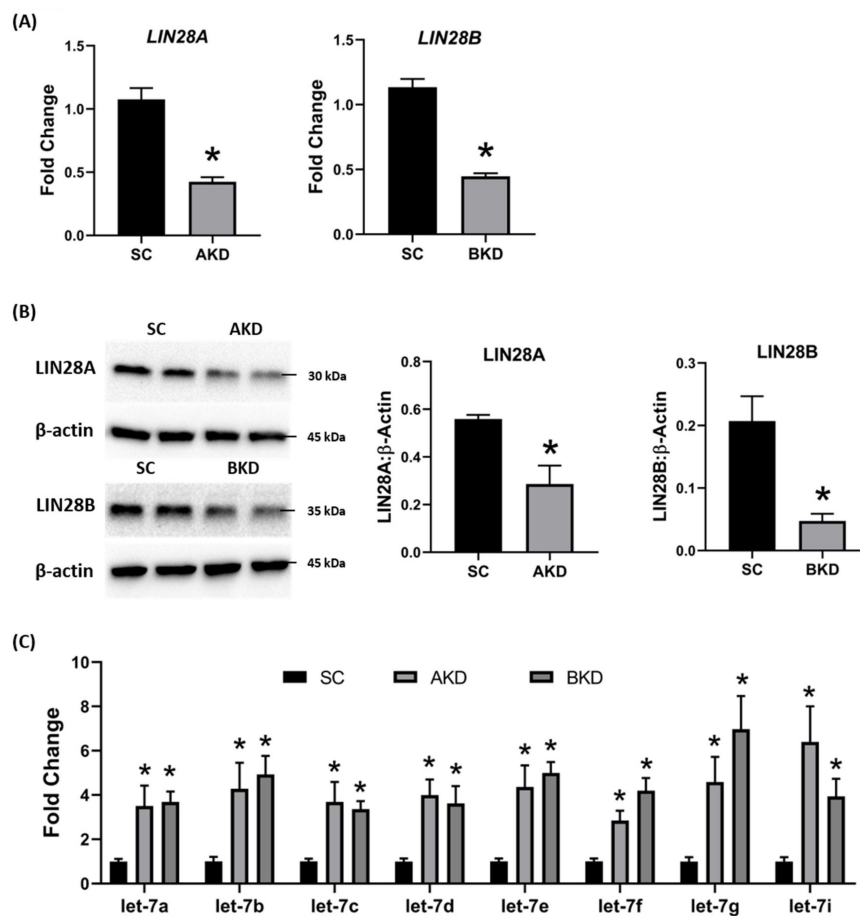 (A)
LIN28A
Fold Change
1.5
1.0
0.5
0.0
SC AKD
*
LIN28B
Fold Change
1.5
1.0
0.5
0.0
SC BKD
*
(B)
SC AKD
LIN28A
30 kDa
β-actin
45 kDa
SC BKD
LIN28B
35 kDa
β-actin
45 kDa
LIN28A
LIN28A:β-Actin
0.8
0.6
0.4
0.2
0.0
SC AKD
*
LIN28B
LIN28B:β-Actin
0.3
0.2
0.1
0.0
SC BKD
*
(C)
Fold Change
10
8
6
4
2
0
SC AKD BKD
* * * * * * * * * * * * * * * *
let-7a let-7b let-7c let-7d let-7e let-7f let-7g let-7i